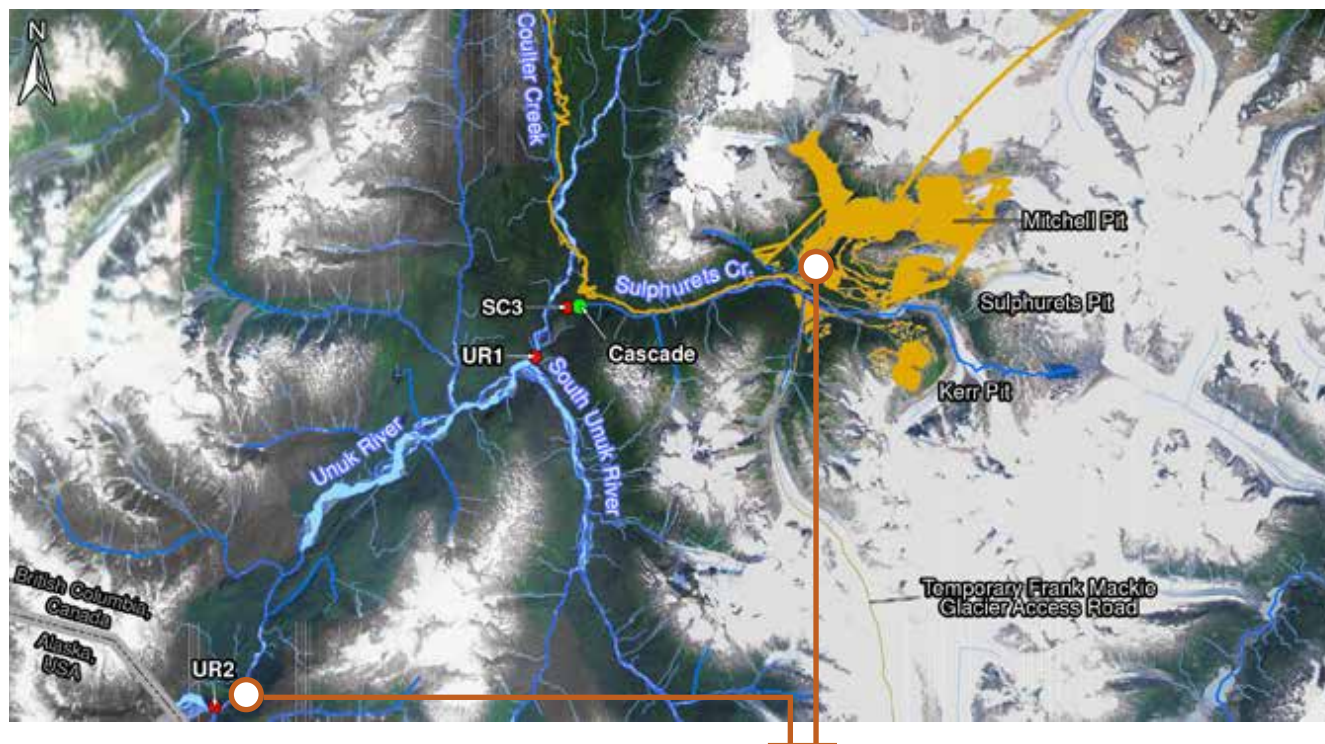 N
Coulter Creek
Mitchell Pit
Sulphurets Cr.
Sulphurets Pit
SC3
Cascade
UR1
South Unuk River
Kerr Pit
Unuk River
British Columbia,
Canada
Alaska,
USA
Temporary Frank Mackie
Glacier Access Road
UR2